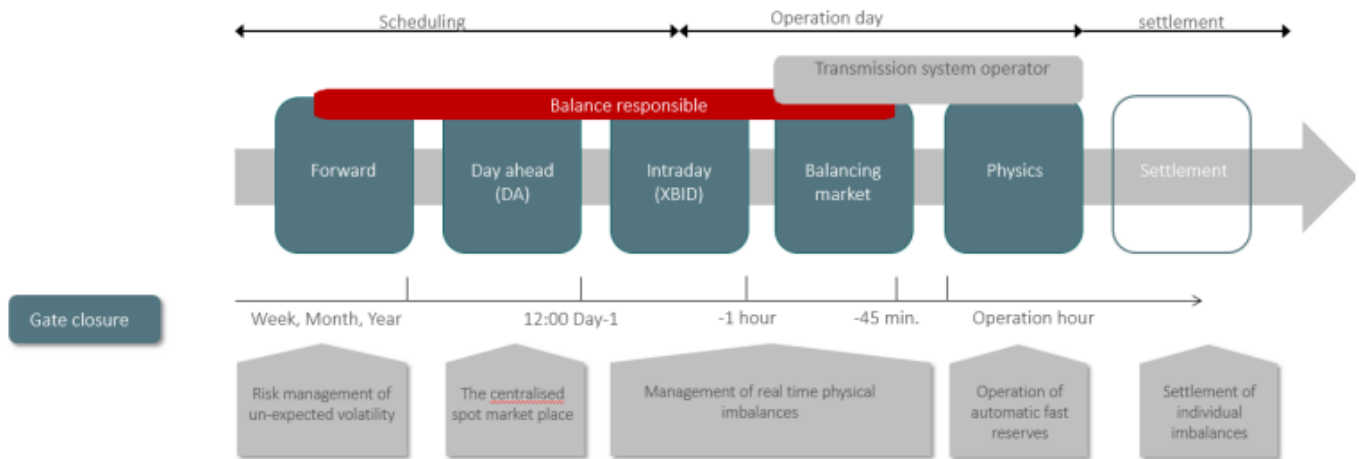 Scheduling
Operation day
settlement
Transmission system operator
Balance responsible
Forward
Day ahead
(DA)
Intraday
(XBID)
Balancing
market
Physics
Settlement
Gate closure
Week, Month, Year
12:00 Day-1
-1 hour
-45 min.
Operation hour
Risk management of
un-expected volatility
The centralised
spot market place
Management of real time physical
imbalances
Operation of
automatic fast
reserves
Settlement of
individual
imbalances